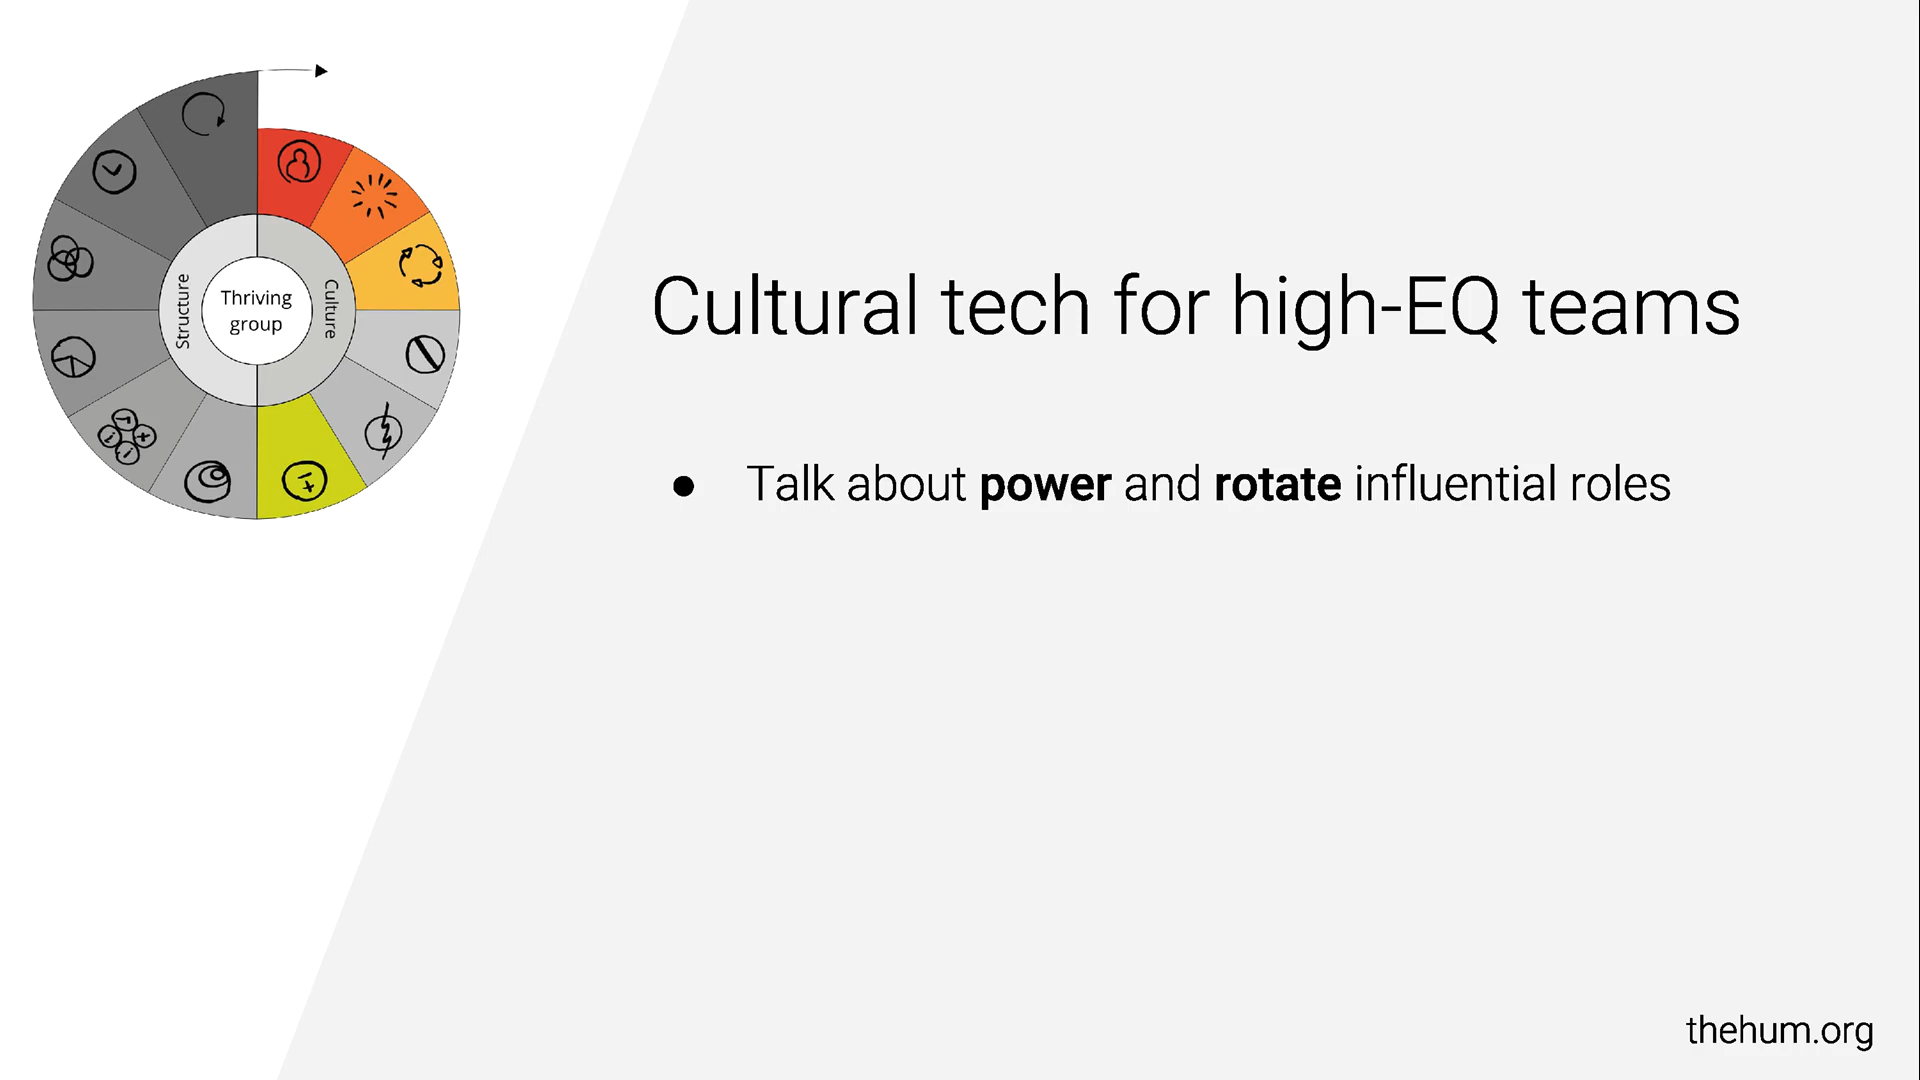 Structure
Thriving
group
Culture
Cultural tech for high-EQ teams
● Talk about power and rotate influential roles
thehum.org